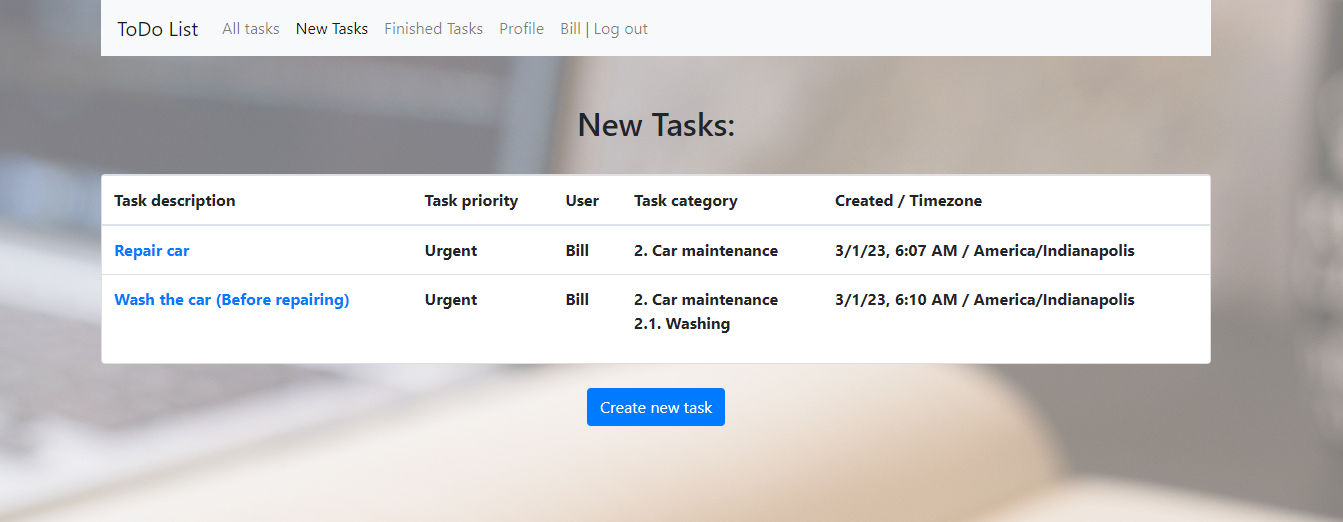 ToDo List All tasks New Tasks Finished Tasks Profile Bill | Log out
New Tasks:
Task description Task priority User Task category Created / Timezone
Repair car Urgent Bill 2. Car maintenance 3/1/23, 6:07 AM / America/Indianapolis
Wash the car (Before repairing) Urgent Bill 2. Car maintenance 3/1/23, 6:10 AM / America/Indianapolis
2.1. Washing
Create new task